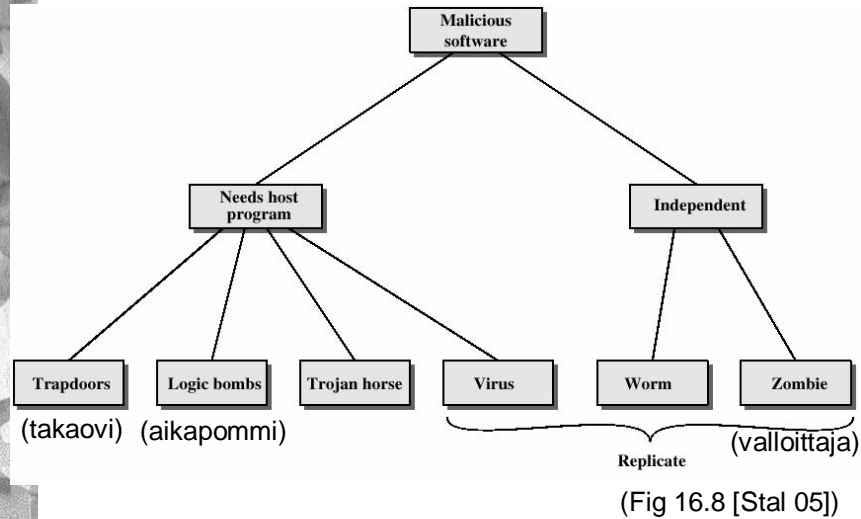 Malicious
software
Needs host
program
Independent
Trapdoors
Logic bombs
Trojan horse
Virus
Worm
Zombie
(takaovi)
(aikapommi)
(valloittaja)
Replicate
(Fig 16.8 [Stal 05])